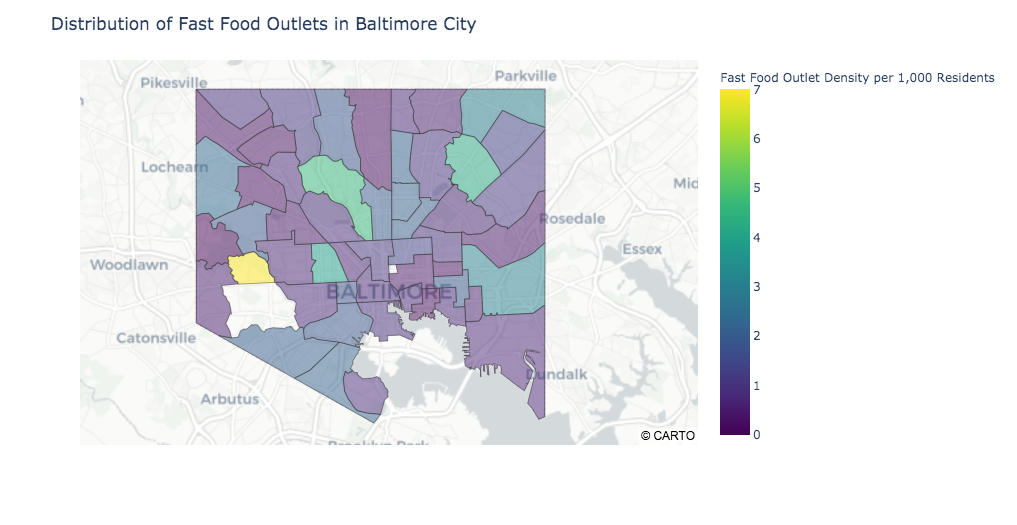 Distribution of Fast Food Outlets in Baltimore City
Pikesville
Parkville
Lochearn
Mid
Rosedale
Woodlawn
Essex
BALTIMORE
Catonsville
Dundalk
Arbutus
Brooklyn Park
© CARTO
Fast Food Outlet Density per 1,000 Residents
7
6
5
4
3
2
1
0